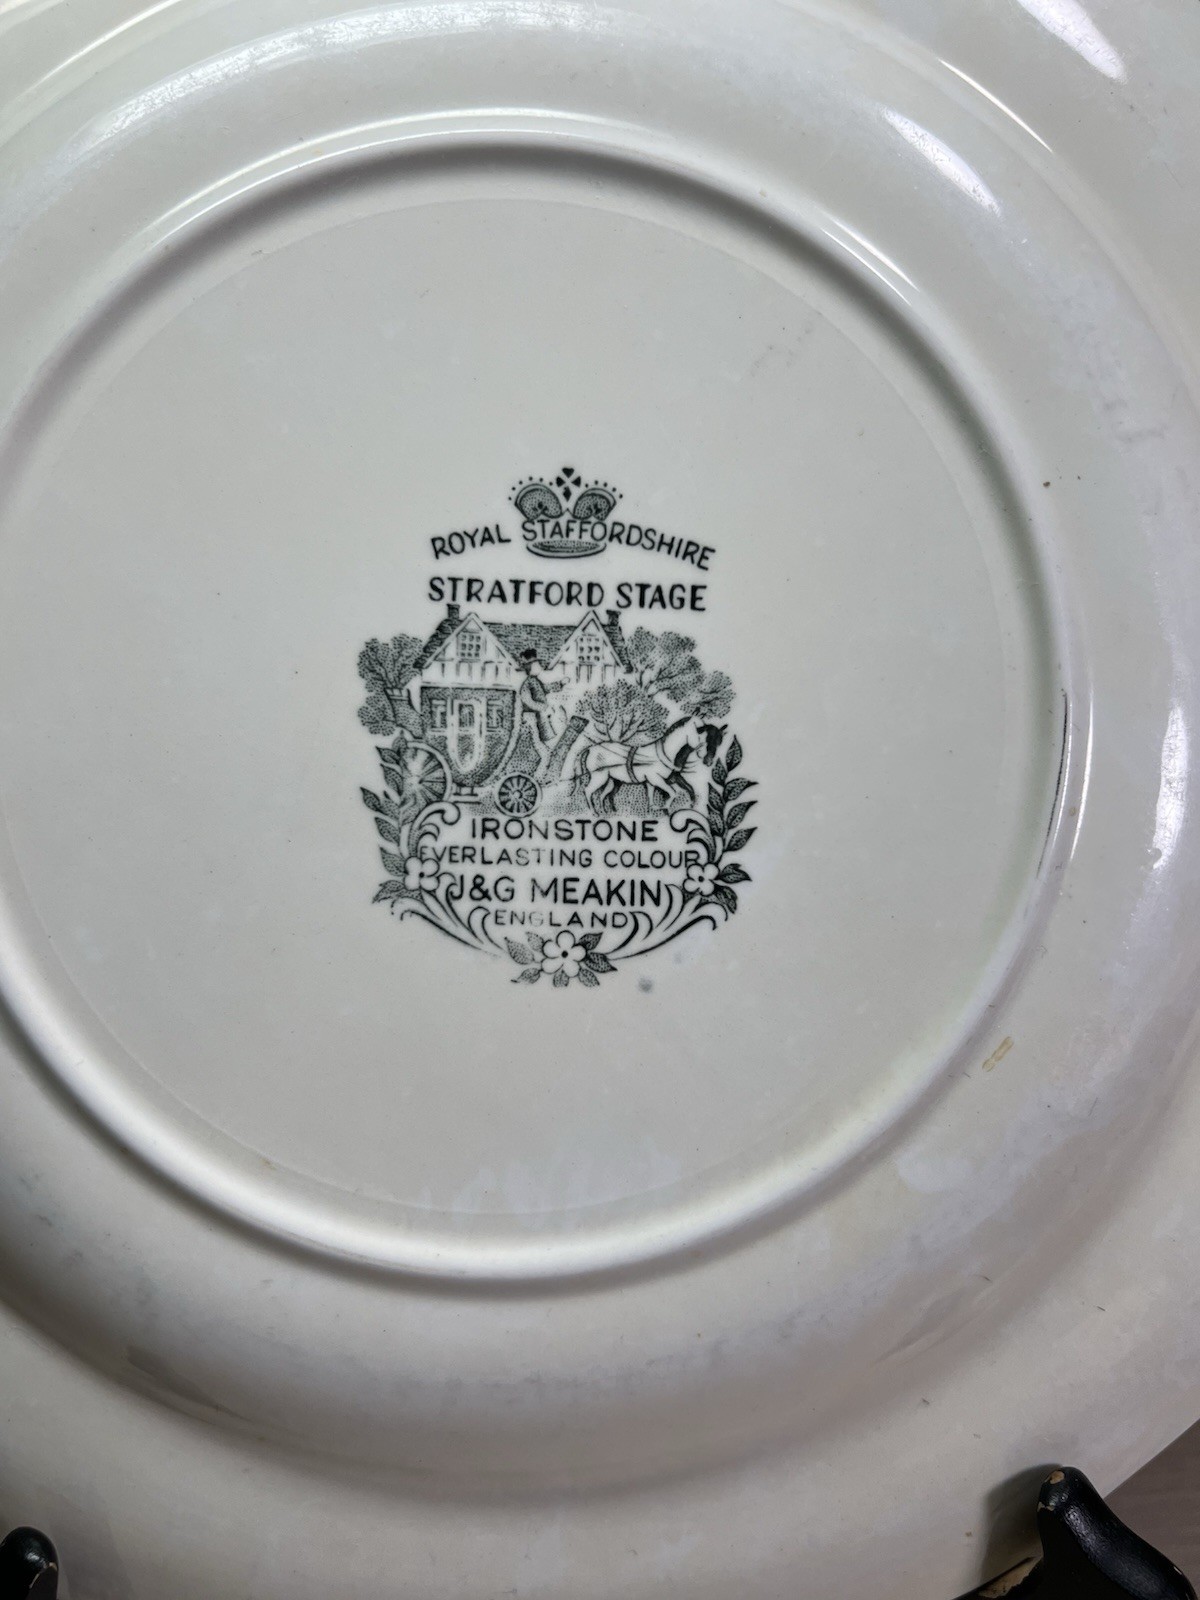 ROYAL STAFFORDSHIRE
STRATFORD STAGE
IRONSTONE
EVERLASTING COLOUR
J&G MEAKIN
ENGLAND